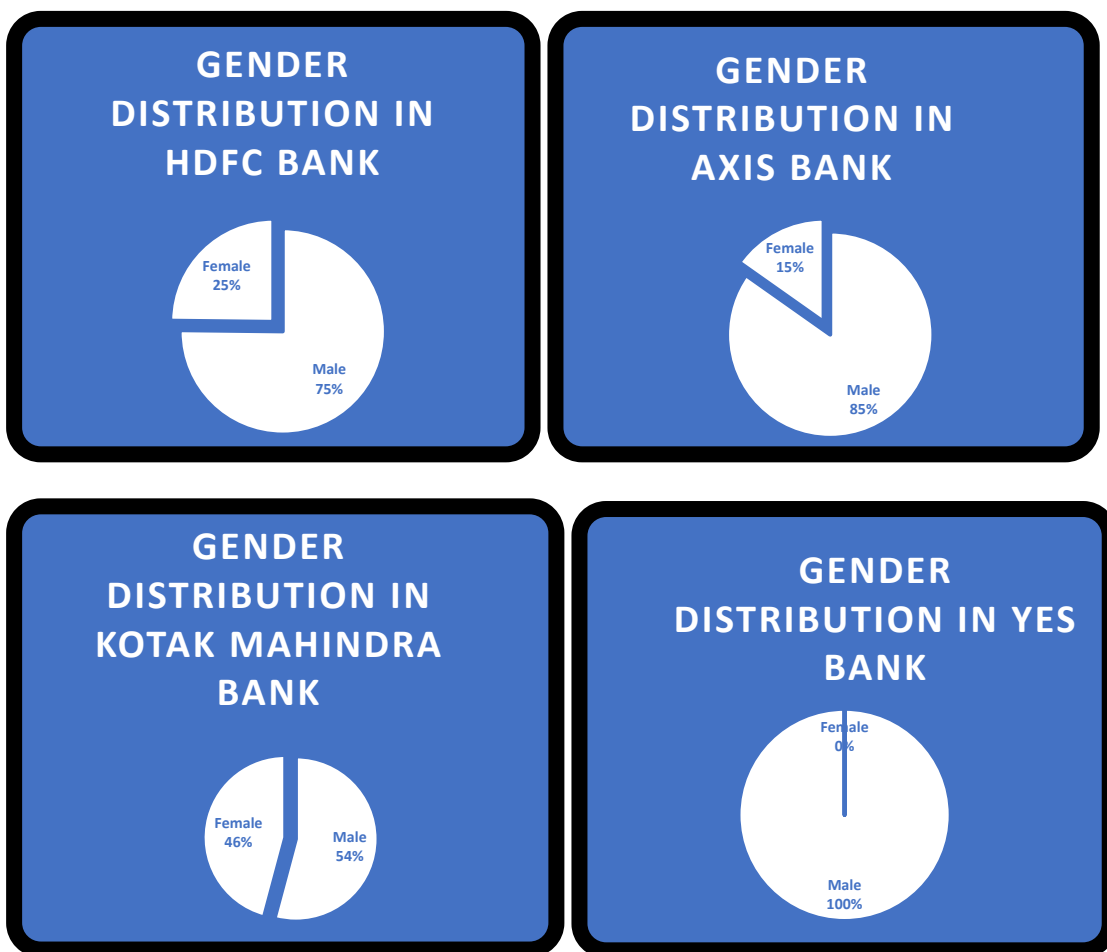 GENDER
DISTRIBUTION IN
HDFC BANK
Female
25%
Male
75%
GENDER
DISTRIBUTION IN
AXIS BANK
Female
15%
Male
85%
GENDER
DISTRIBUTION IN
KOTAK MAHINDRA
BANK
Female
46%
Male
54%
GENDER
DISTRIBUTION IN YES
BANK
Female
0%
Male
100%